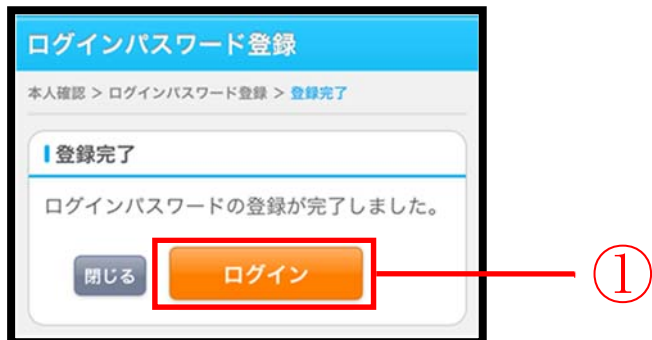 ログインパスワード登録
本人確認 > ログインパスワード登録 > 登録完了
登録完了
ログインパスワードの登録が完了しました。
閉じる ログイン ①